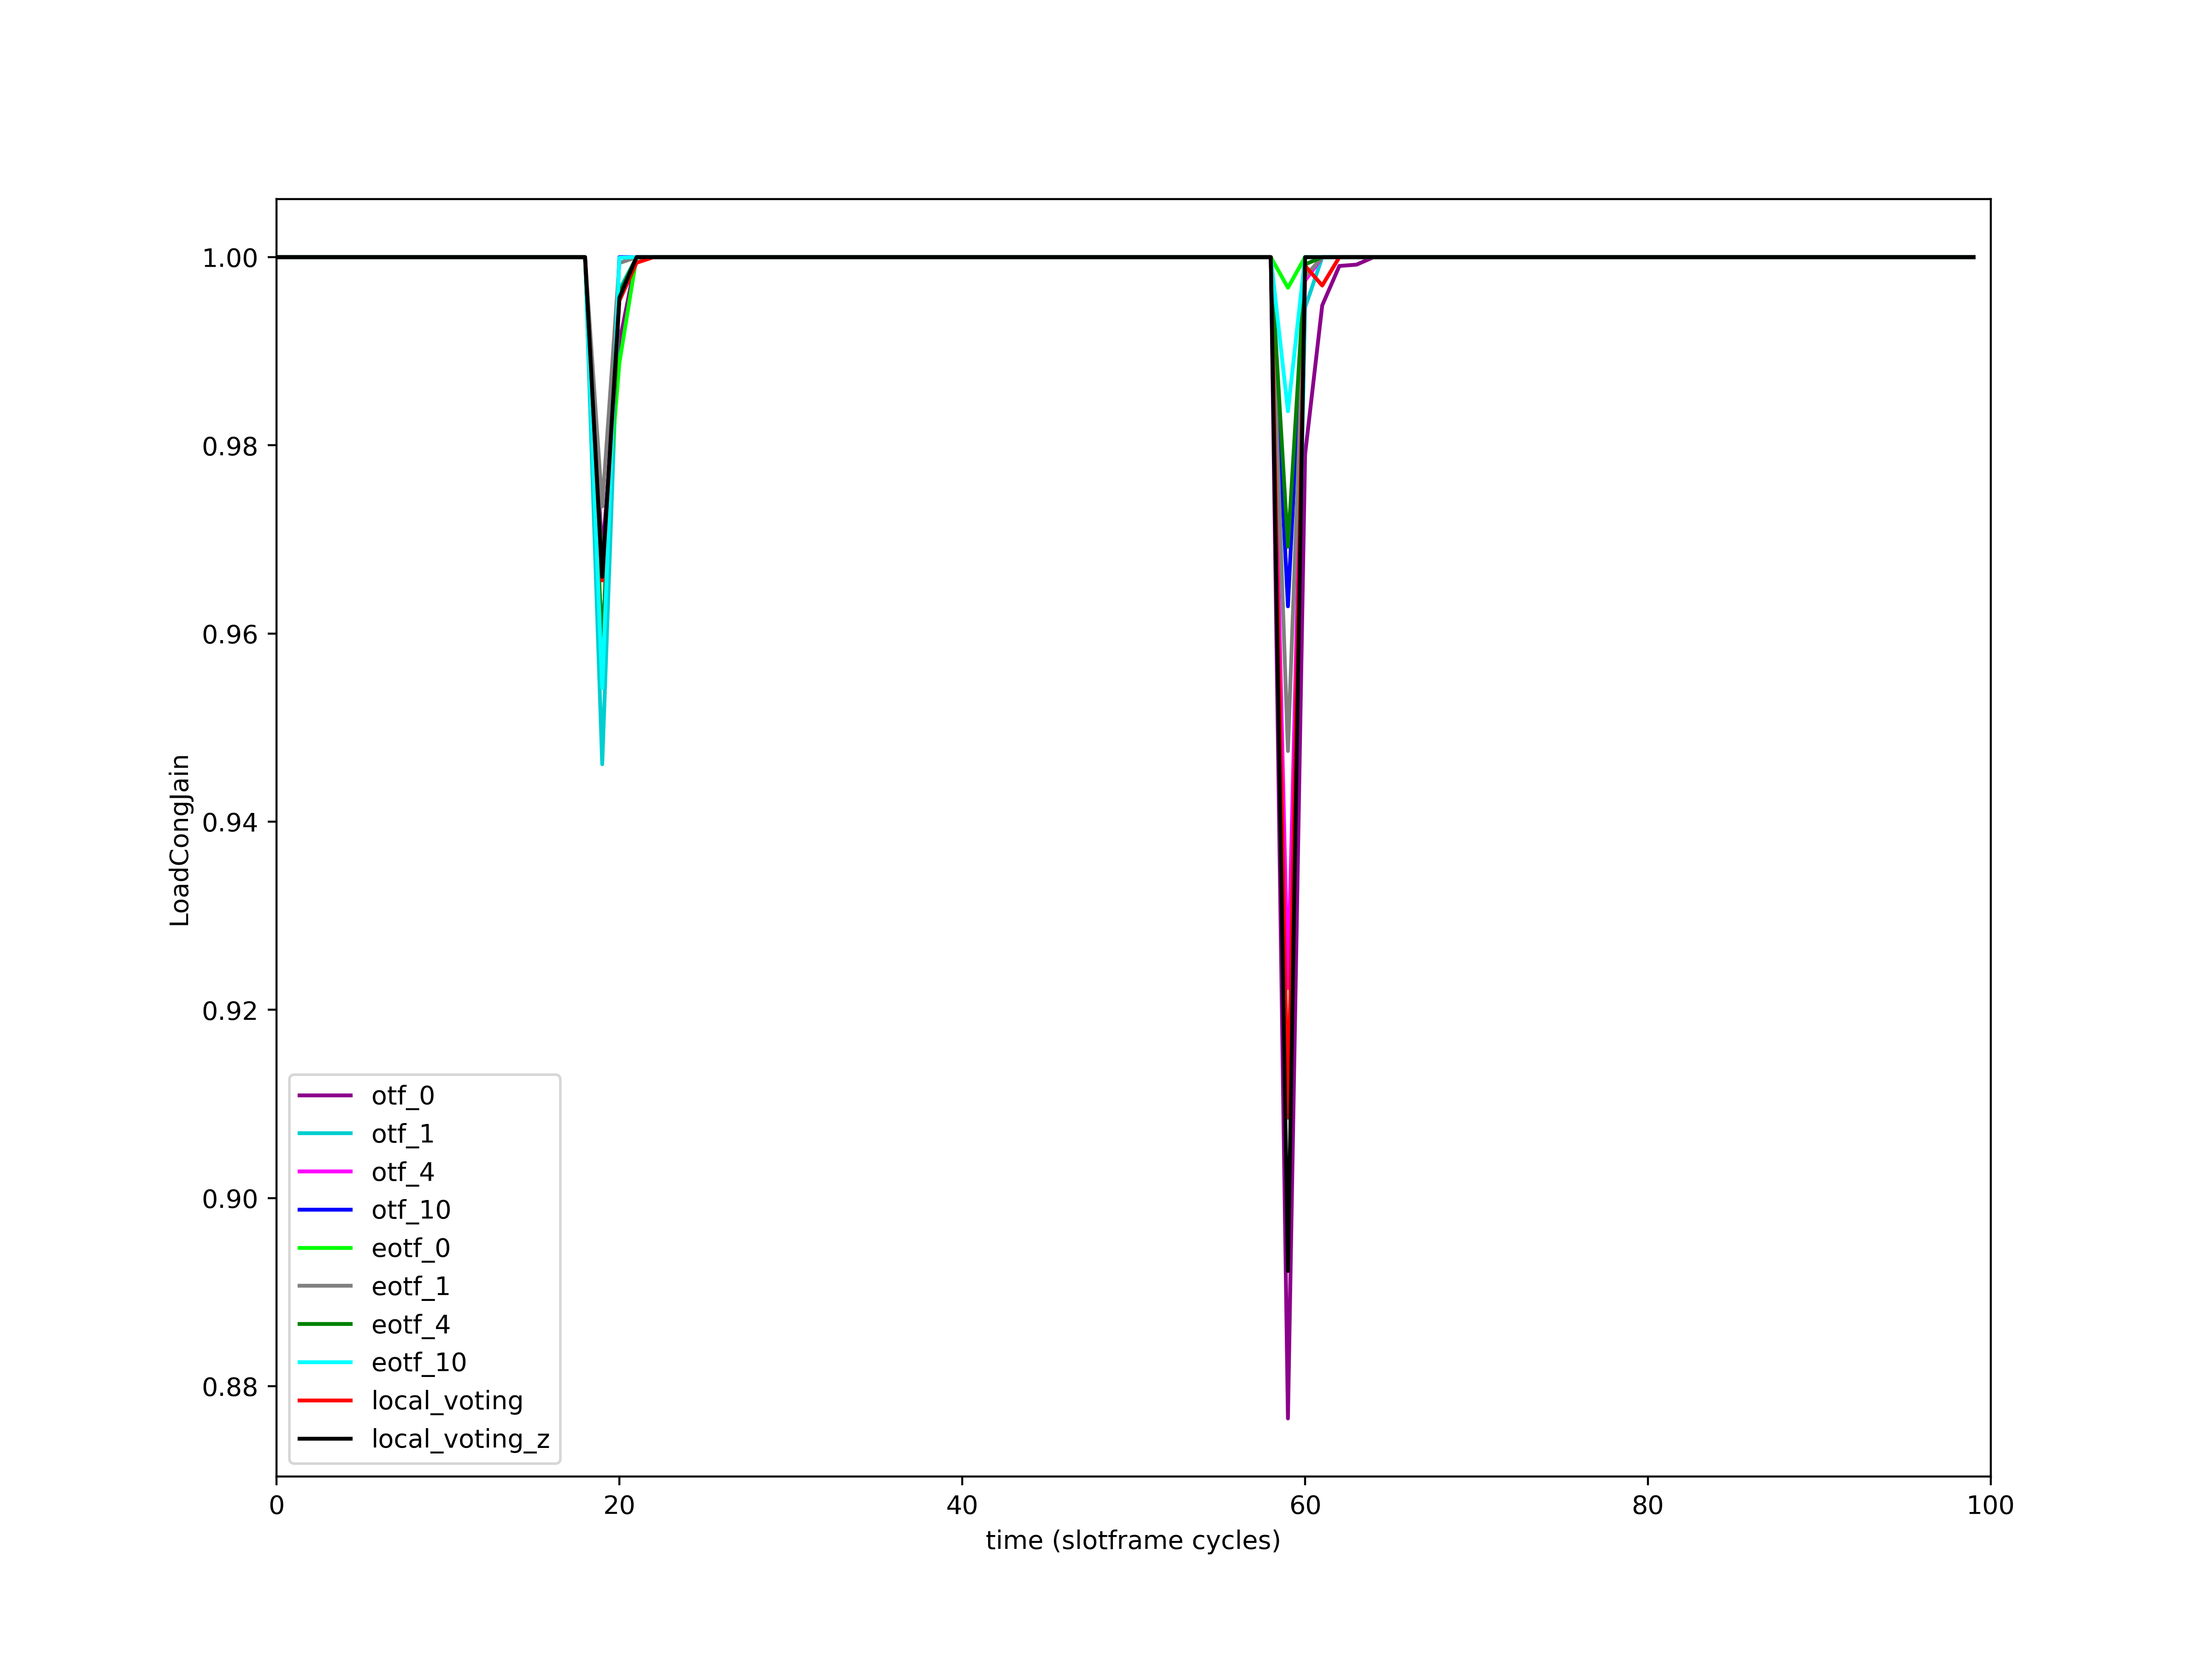 1.00
0.98
0.96
0.94
0.92
0.90
0.88
LoadCongJain
otf_0
otf_1
otf_4
otf_10
eotf_0
eotf_1
eotf_4
eotf_10
local_voting
local_voting_z
0 20 40 60 80 100
time (slotframe cycles)